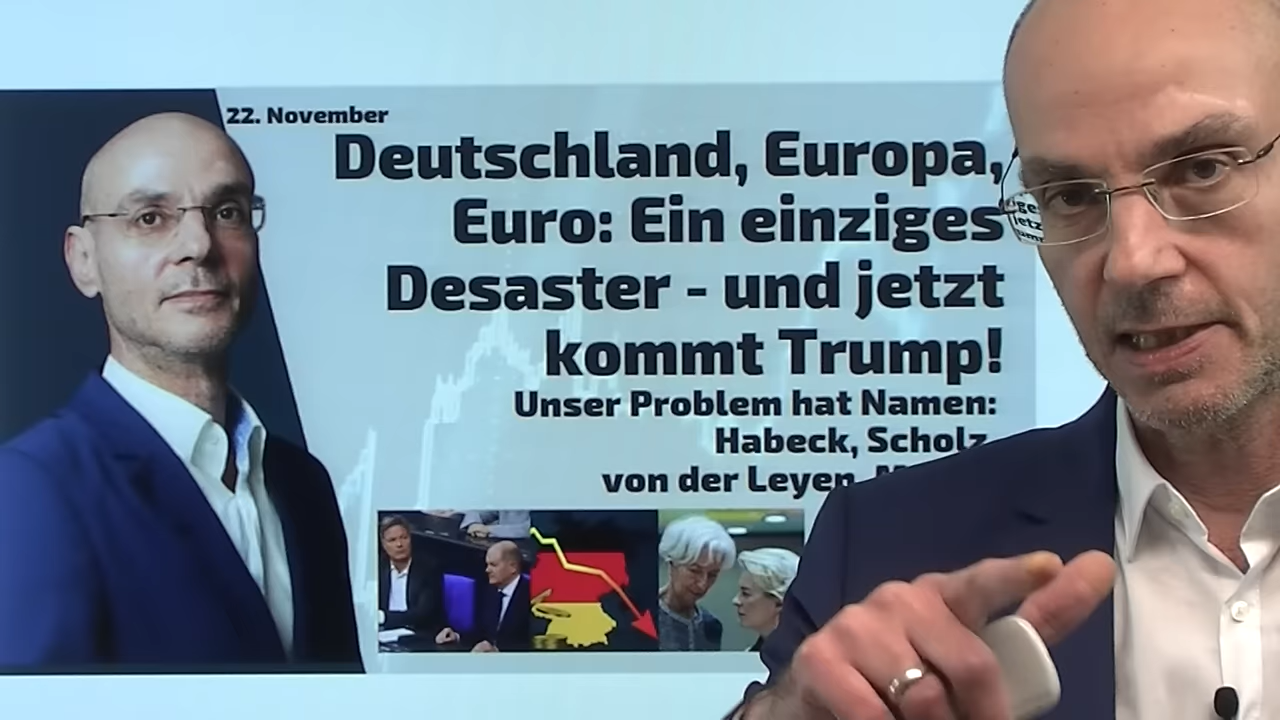 22. November
Deutschland, Europa,
Euro: Ein einziges
Desaster - und jetzt
kommt Trump!
Unser Problem hat Namen:
Habeck, Scholz
von der Leyen,